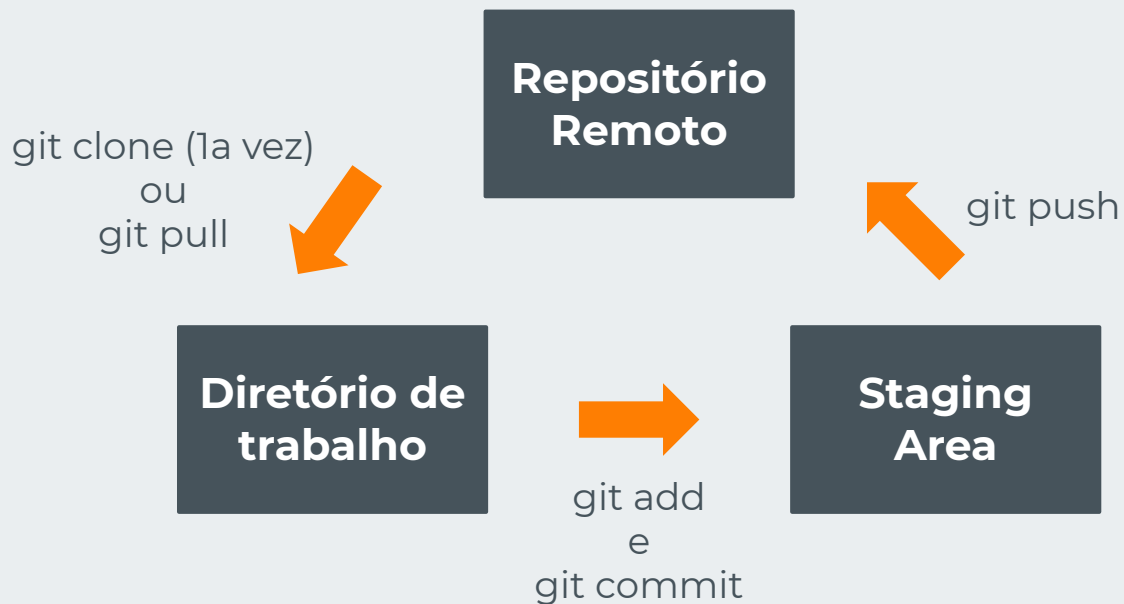 Repositório
Remoto
git clone (1a vez)
ou
git pull
git push
Diretório de
trabalho
Staging
Area
git add
e
git commit